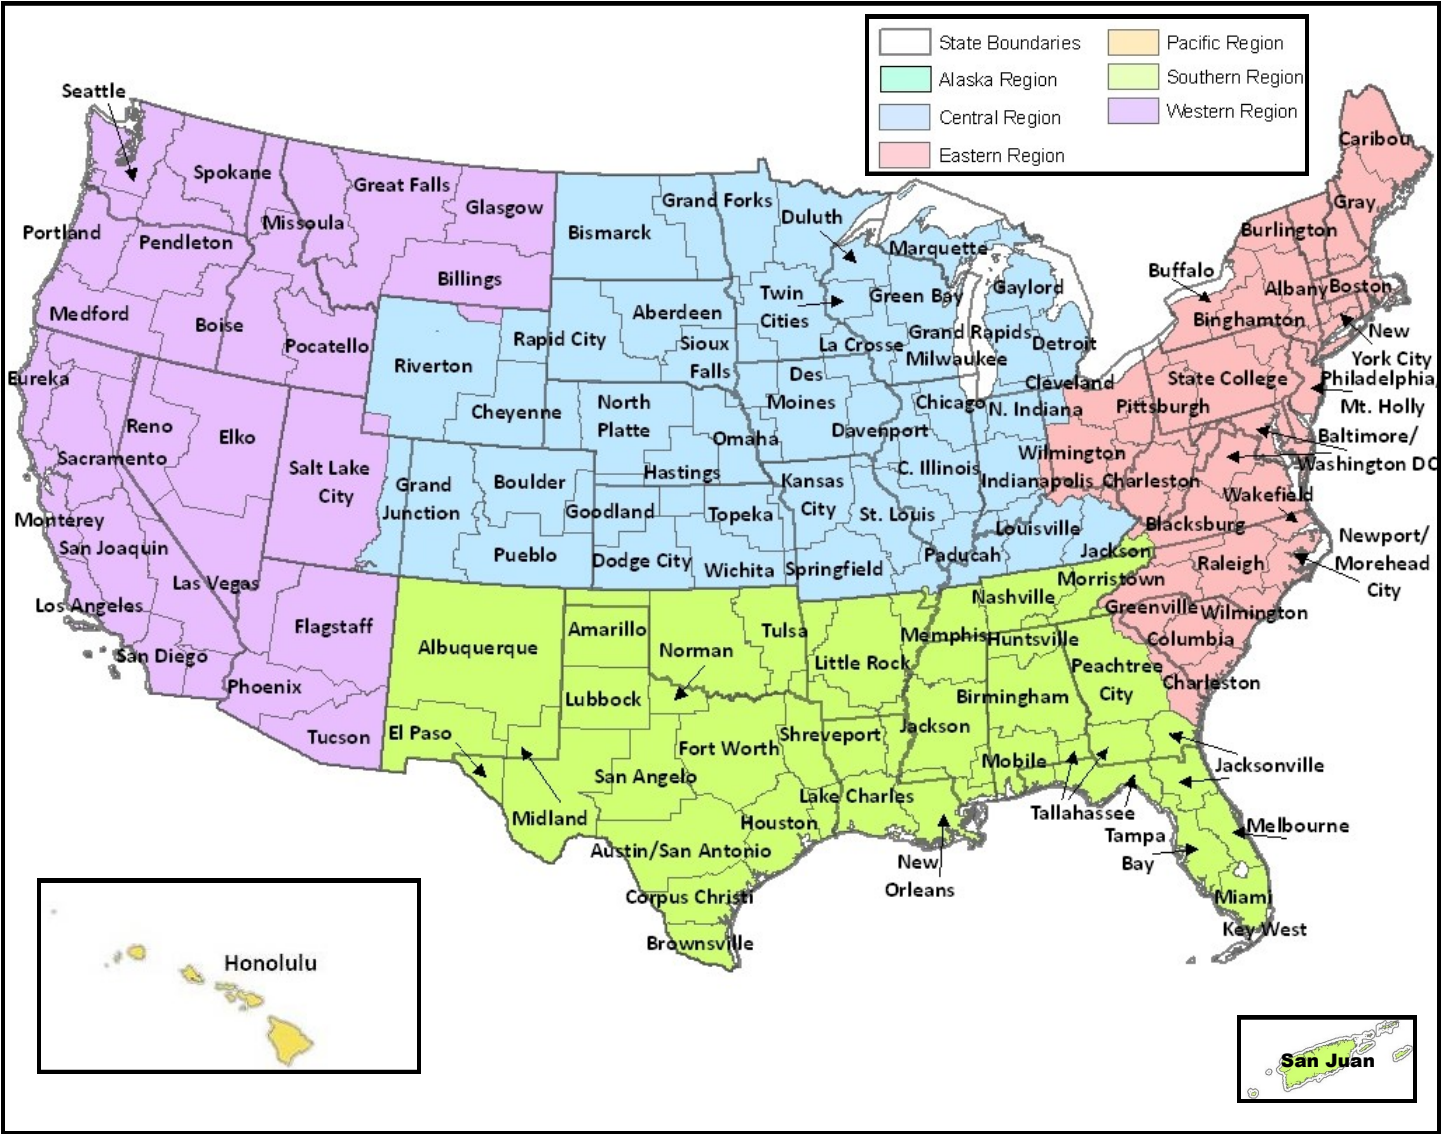 State Boundaries
Alaska Region
Central Region
Eastern Region
Pacific Region
Southern Region
Western Region
Seattle
Spokane
Great Falls
Glasgow
Missoula
Portland
Pendleton
Billings
Medford
Boise
Pocatello
Eureka
Reno
Elko
Sacramento
Salt Lake
City
Monterey
San Joaquin
Las Vegas
Los Angeles
San Diego
Flagstaff
Phoenix
Tucson
Bismarck
Grand Forks
Duluth
Marquette
Twin
Cities
Green Bay
Gaylord
Aberdeen
Rapid City
Sioux
Falls
La Crosse
Grand Rapids
Milwaukee
Detroit
Riverton
Cheyenne
North
Platte
Des
Moines
Omaha
Davenport
Chicago
N. Indiana
Cleveland
Hastings
Grand
Junction
Boulder
Goodland
Topeka
Kansas
City
C. Illinois
Indianapolis
Wilmington
St. Louis
Louisville
Pueblo
Dodge City
Wichita
Springfield
Paducah
Jackson
Caribou
Gray
Burlington
Buffalo
Albany
Boston
Binghamton
New
York City
State College
Philadelphia,
Mt. Holly
Pittsburgh
Baltimore/
Washington DC
Charleston
Wakefield
Blacksburg
Newport/
Morehead
City
Raleigh
Greenville
Wilmington
Columbia
Charleston
Morristown
Nashville
Memphis
Huntsville
Albuquerque
Amarillo
Norman
Tulsa
Little Rock
Peachtree
City
Birmingham
Lubbock
Jackson
El Paso
Shreveport
Fort Worth
Mobile
San Angelo
Midland
Lake Charles
Houston
Jacksonville
Tallahassee
Tampa
Bay
Melbourne
New
Orleans
Austin/San Antonio
Corpus Christi
Brownsville
Miami
Key West
Honolulu
San Juan